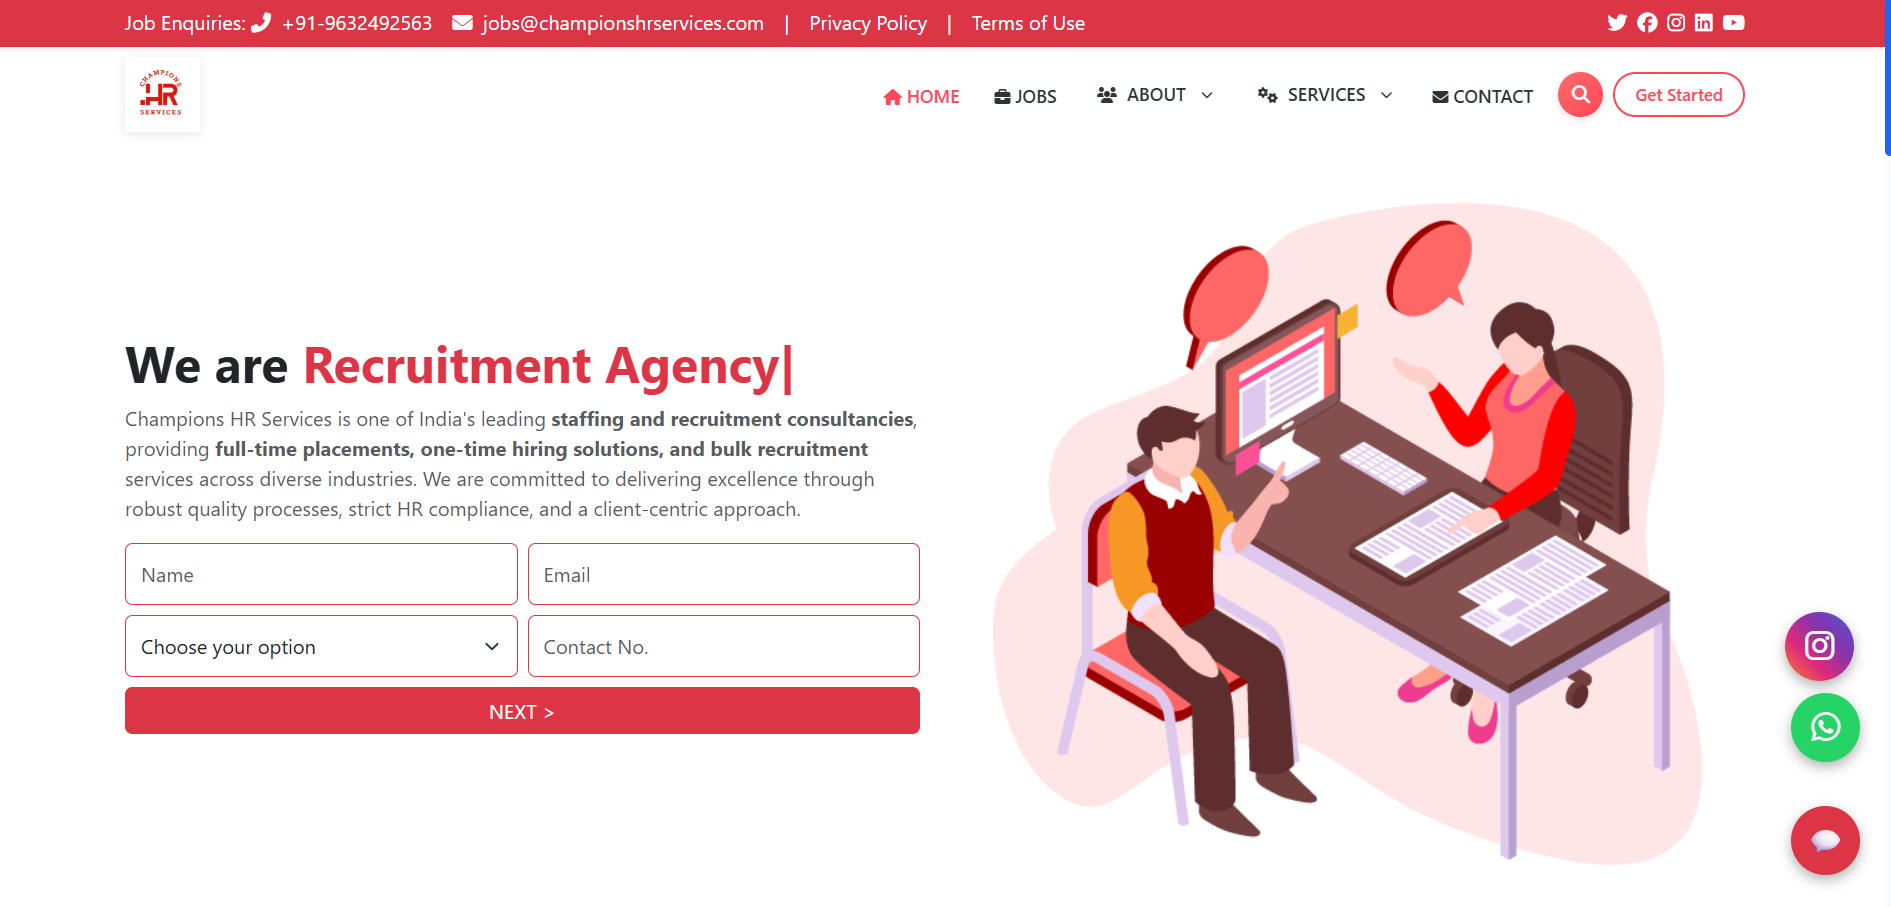 Job Enquiries: +91-9632492563 jobs@championshrservices.com | Privacy Policy | Terms of Use
CHAMPIONS
HR
SERVICES
HOME JOBS ABOUT SERVICES CONTACT Get Started
We are Recruitment Agency|
Champions HR Services is one of India's leading staffing and recruitment consultancies,
providing full-time placements, one-time hiring solutions, and bulk recruitment
services across diverse industries. We are committed to delivering excellence through
robust quality processes, strict HR compliance, and a client-centric approach.
Name Email
Choose your option Contact No.
NEXT >